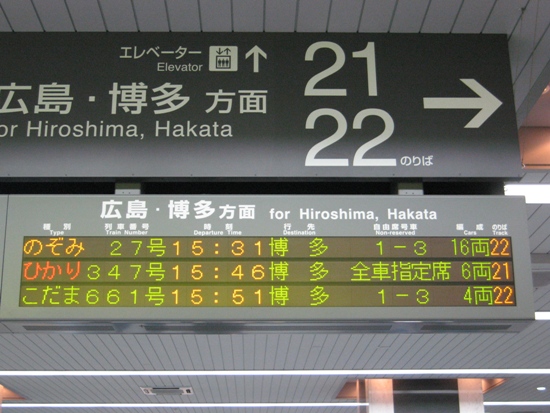 エレベーター
Elevator
↑
広島・博多 方面
or Hiroshima, Hakata
21
22 のりば
→
広島・博多方面 for Hiroshima, Hakata
種別 列車番号 時刻 行先 自由席号車 編成 のりば
Type Train Number Departure Time Destination Non-reserved Cars Track
のぞみ 27号 15:31 博多 1-3 16両 22
ひかり 347号 15:46 博多 全車指定席 6両 21
こだま 661号 15:51 博多 1-3 4両 22